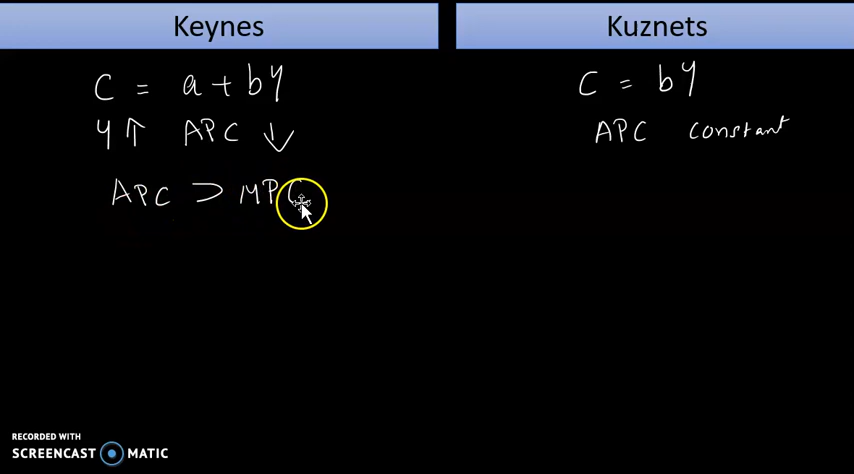 Keynes
C = a + by
Y ↑ APC ↓
APC > MPC
Kuznets
C = by
APC constant
RECORDED WITH
SCREENCAST MATIC